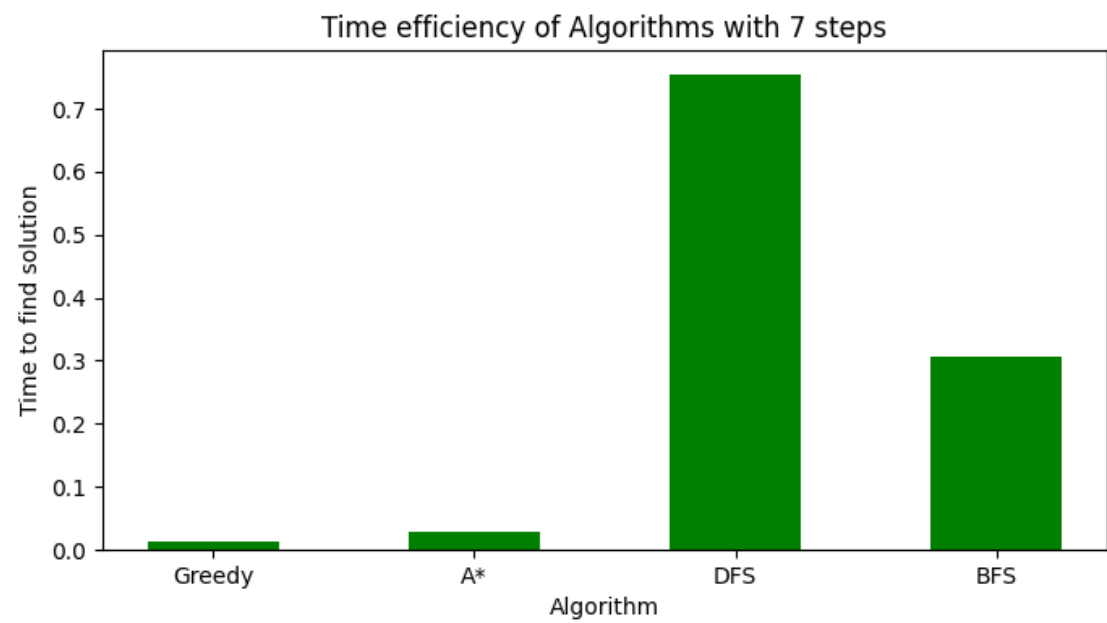 Time efficiency of Algorithms with 7 steps
Time to find solution
0.7
0.6
0.5
0.4
0.3
0.2
0.1
0.0
Greedy A* DFS BFS
Algorithm